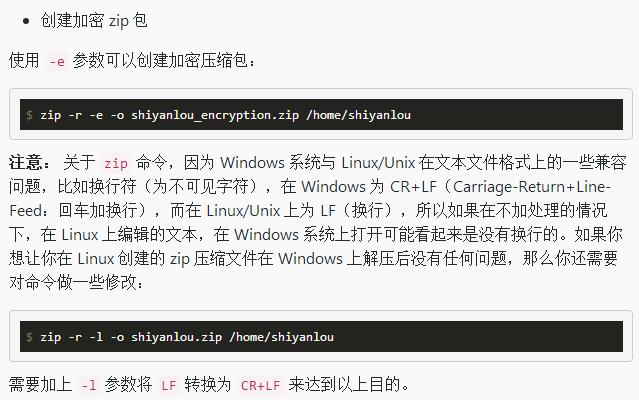 创建加密 zip 包
使用 -e 参数可以创建加密压缩包：
$ zip -r -e -o shiyanlou_encryption.zip /home/shiyanlou
注意： 关于 zip 命令，因为 Windows 系统与 Linux/Unix 在文本文件格式上的一些兼容
问题，比如换行符（为不可见字符），在 Windows 为 CR+LF（Carriage-Return+Line-
Feed：回车加换行），而在 Linux/Unix 上为 LF（换行），所以如果在不加处理的情况
下，在 Linux 上编辑的文本，在 Windows 系统上打开可能看起来是没有换行的。如果你
想让你在 Linux 创建的 zip 压缩文件在 Windows 上解压后没有任何问题，那么你还需要
对命令做一些修改：
$ zip -r -l -o shiyanlou.zip /home/shiyanlou
需要加上 -l 参数将 LF 转换为 CR+LF 来达到以上目的。